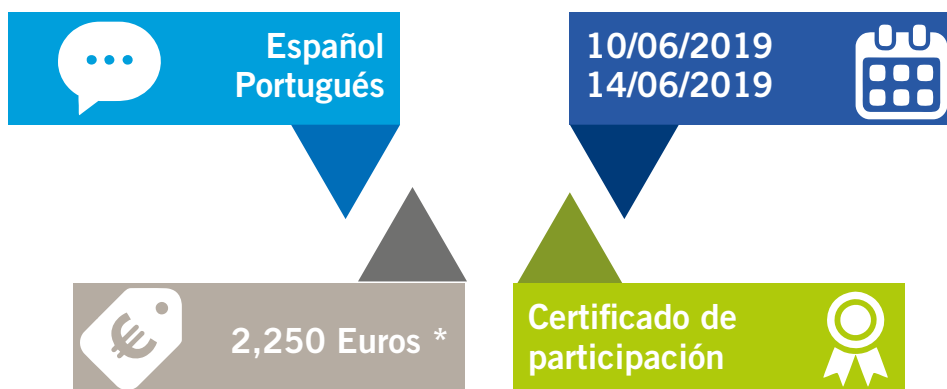 Español
Portugués
10/06/2019
14/06/2019
2,250 Euros *
Certificado de
participación